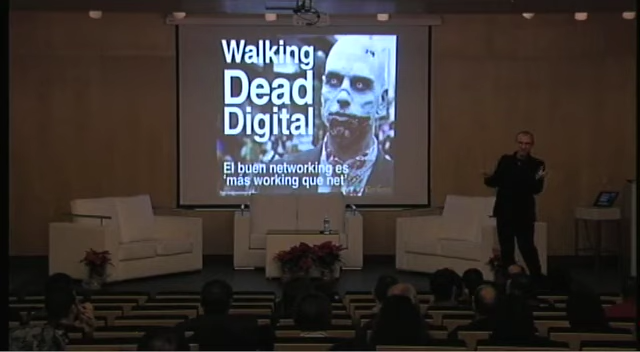 Walking
Dead
Digital
El buen networking es
'más working que net'